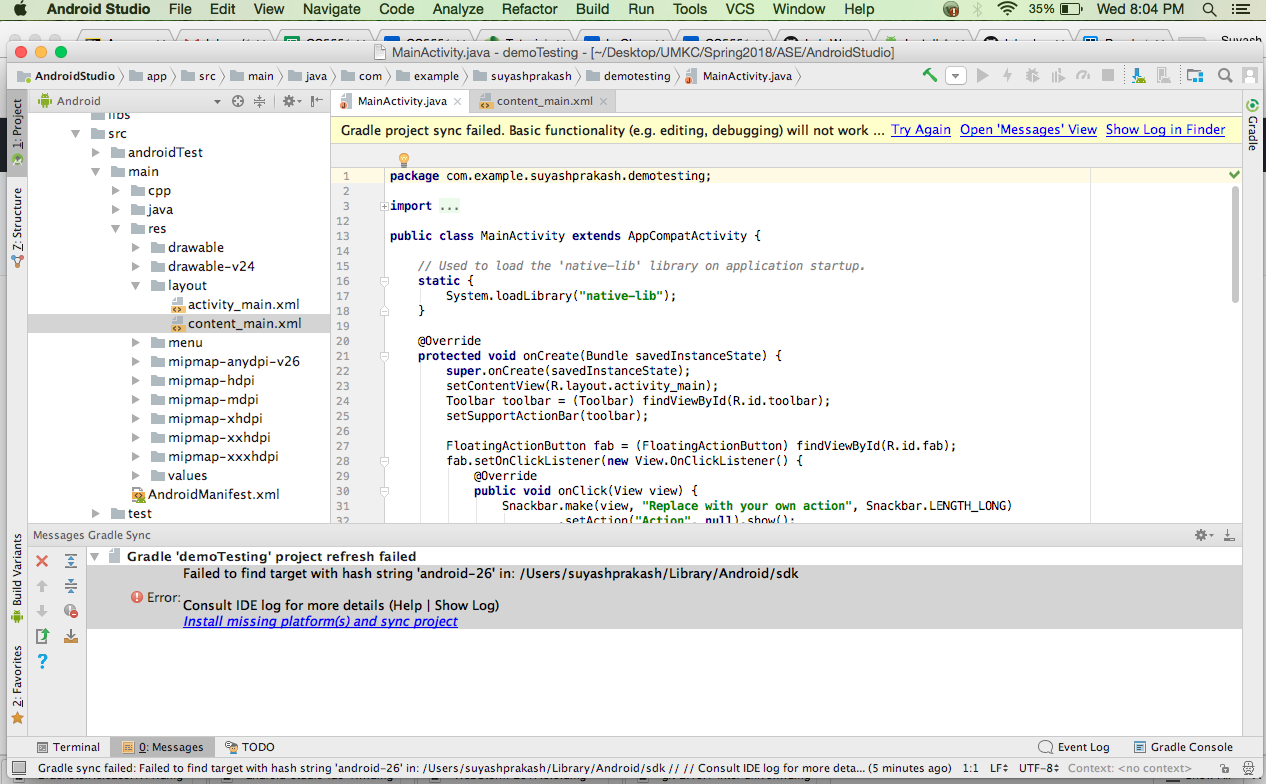 Android Studio File Edit View Navigate Code Analyze Refactor Build Run Tools VCS Window Help 35% Wed 8:04 PM
MainActivity.java - demoTesting - [~/Desktop/UMKC/Spring2018/ASE/AndroidStudio]
AndroidStudio app src main java com example suyashprakash demotesting MainActivity.java
Android
MainActivity.java content_main.xml
1: Project
Z: Structure
Build Variants
2: Favorites
Gradle
libs
src
androidTest
main
cpp
java
res
drawable
drawable-v24
layout
activity_main.xml
content_main.xml
menu
mipmap-anydpi-v26
mipmap-hdpi
mipmap-mdpi
mipmap-xhdpi
mipmap-xxhdpi
mipmap-xxxhdpi
values
AndroidManifest.xml
test
Gradle project sync failed. Basic functionality (e.g. editing, debugging) will not work ... Try Again Open 'Messages' View Show Log in Finder
1 package com.example.suyashprakash.demotesting;
2
3 import ...
12
13 public class MainActivity extends AppCompatActivity {
14
15 // Used to load the 'native-lib' library on application startup.
16 static {
17 System.loadLibrary("native-lib");
18 }
19
20 @Override
21 protected void onCreate(Bundle savedInstanceState) {
22 super.onCreate(savedInstanceState);
23 setContentView(R.layout.activity_main);
24 Toolbar toolbar = (Toolbar) findViewById(R.id.toolbar);
25 setSupportActionBar(toolbar);
26
27 FloatingActionButton fab = (FloatingActionButton) findViewById(R.id.fab);
28 fab.setOnClickListener(new View.OnClickListener() {
29 @Override
30 public void onClick(View view) {
31 Snackbar.make(view, "Replace with your own action", Snackbar.LENGTH_LONG)
32 .setAction("Action", null).show();
Messages Gradle Sync
Gradle 'demoTesting' project refresh failed
Failed to find target with hash string 'android-26' in: /Users/suyashprakash/Library/Android/sdk
Error:
Consult IDE log for more details (Help | Show Log)
Install missing platform(s) and sync project
Terminal 0: Messages TODO Event Log Gradle Console
Gradle sync failed: Failed to find target with hash string 'android-26' in: /Users/suyashprakash/Library/Android/sdk // // Consult IDE log for more deta... (5 minutes ago) 1:1 LF UTF-8 Context: <no context>